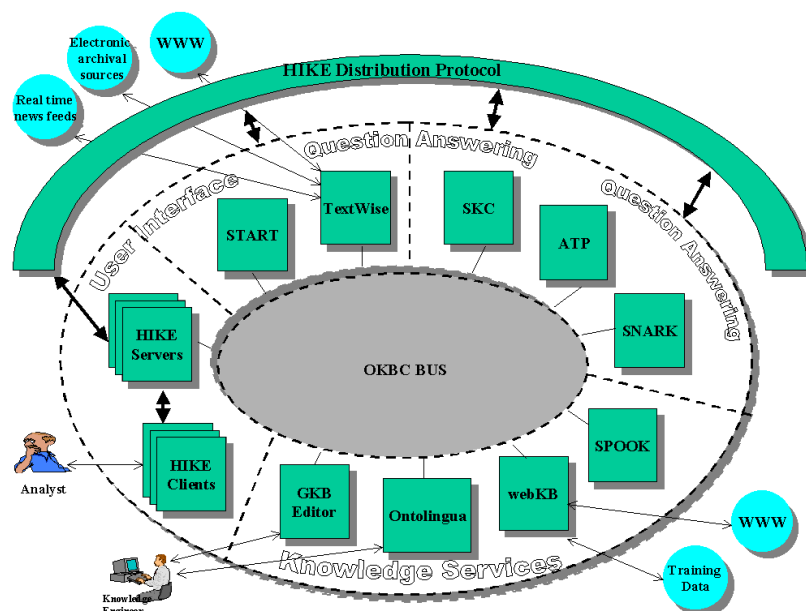 WWW
Electronic
archival
sources
Real time
news feeds
HIKE Distribution Protocol
Question Answering
User Interface
Question Answering
TextWise
SKC
START
ATP
SNARK
HIKE
Servers
OKBC BUS
SPOOK
HIKE
Clients
Analyst
GKB
Editor
Ontolingua
webKB
WWW
Knowledge Services
Training
Data
Knowledge
Engineer